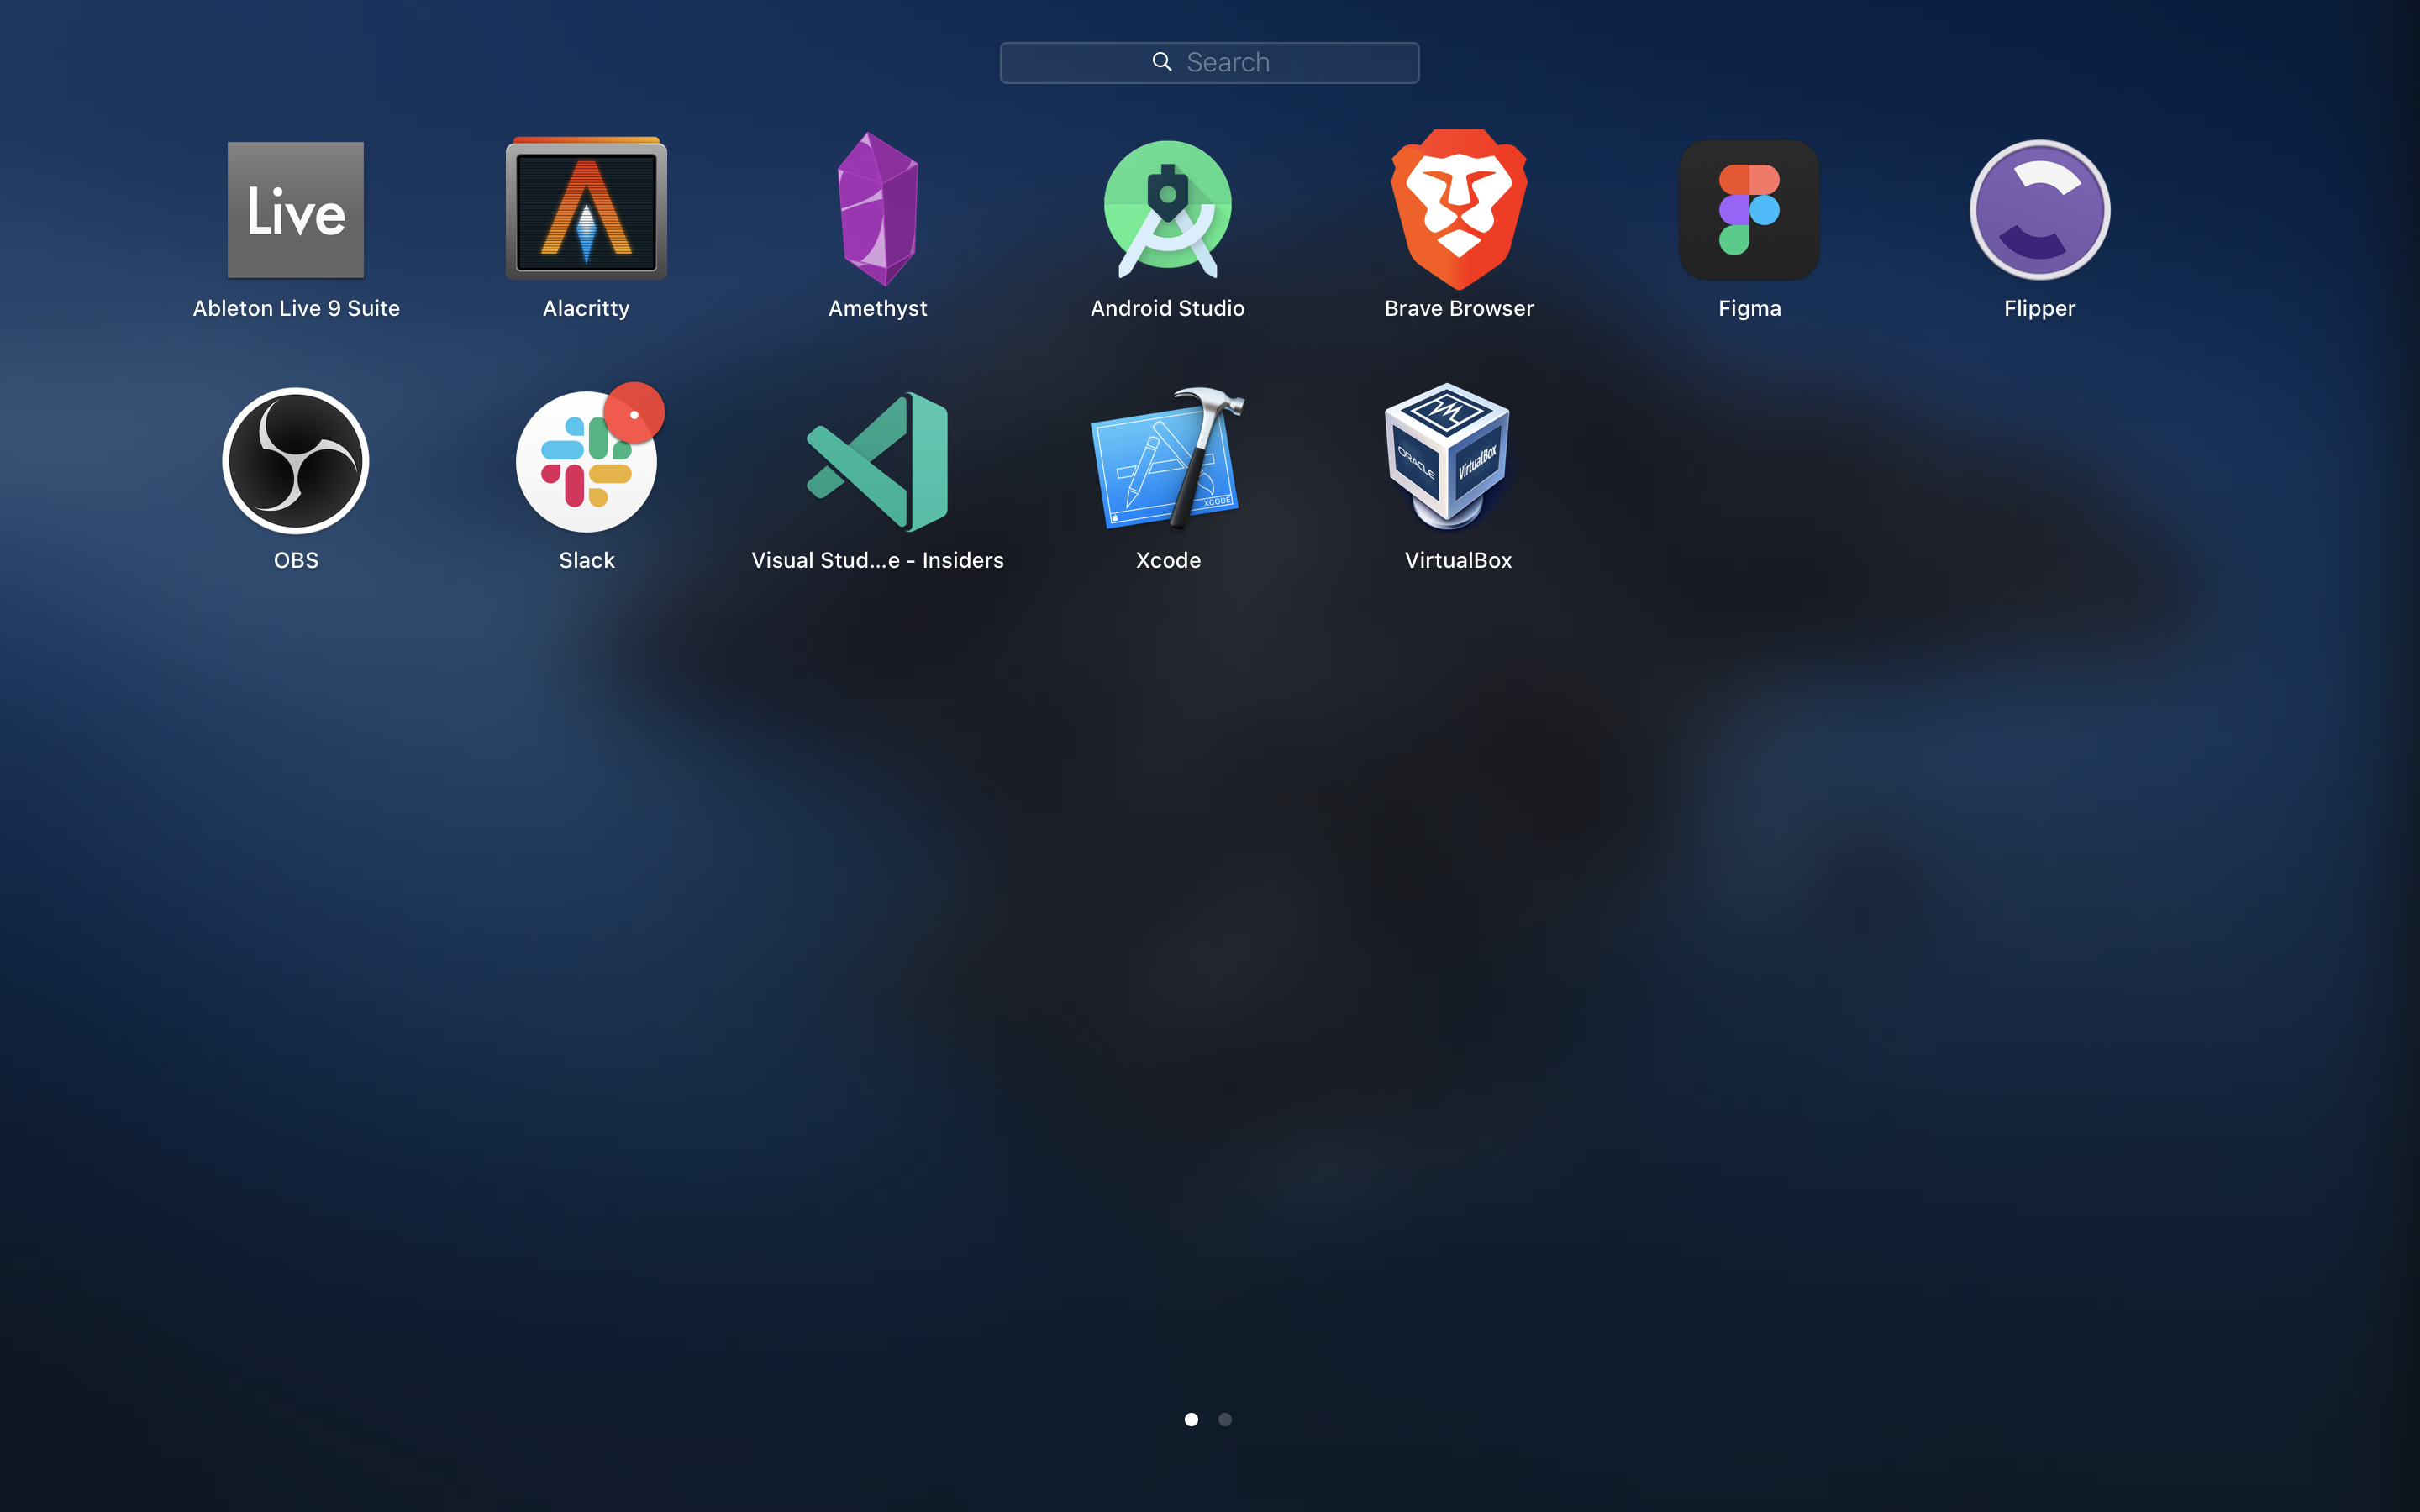 Search
Live
Ableton Live 9 Suite
Alacritty
Amethyst
Android Studio
Brave Browser
Figma
Flipper
XCODE
ORACLE
VirtualBox
OBS
Slack
Visual Stud...e - Insiders
Xcode
VirtualBox